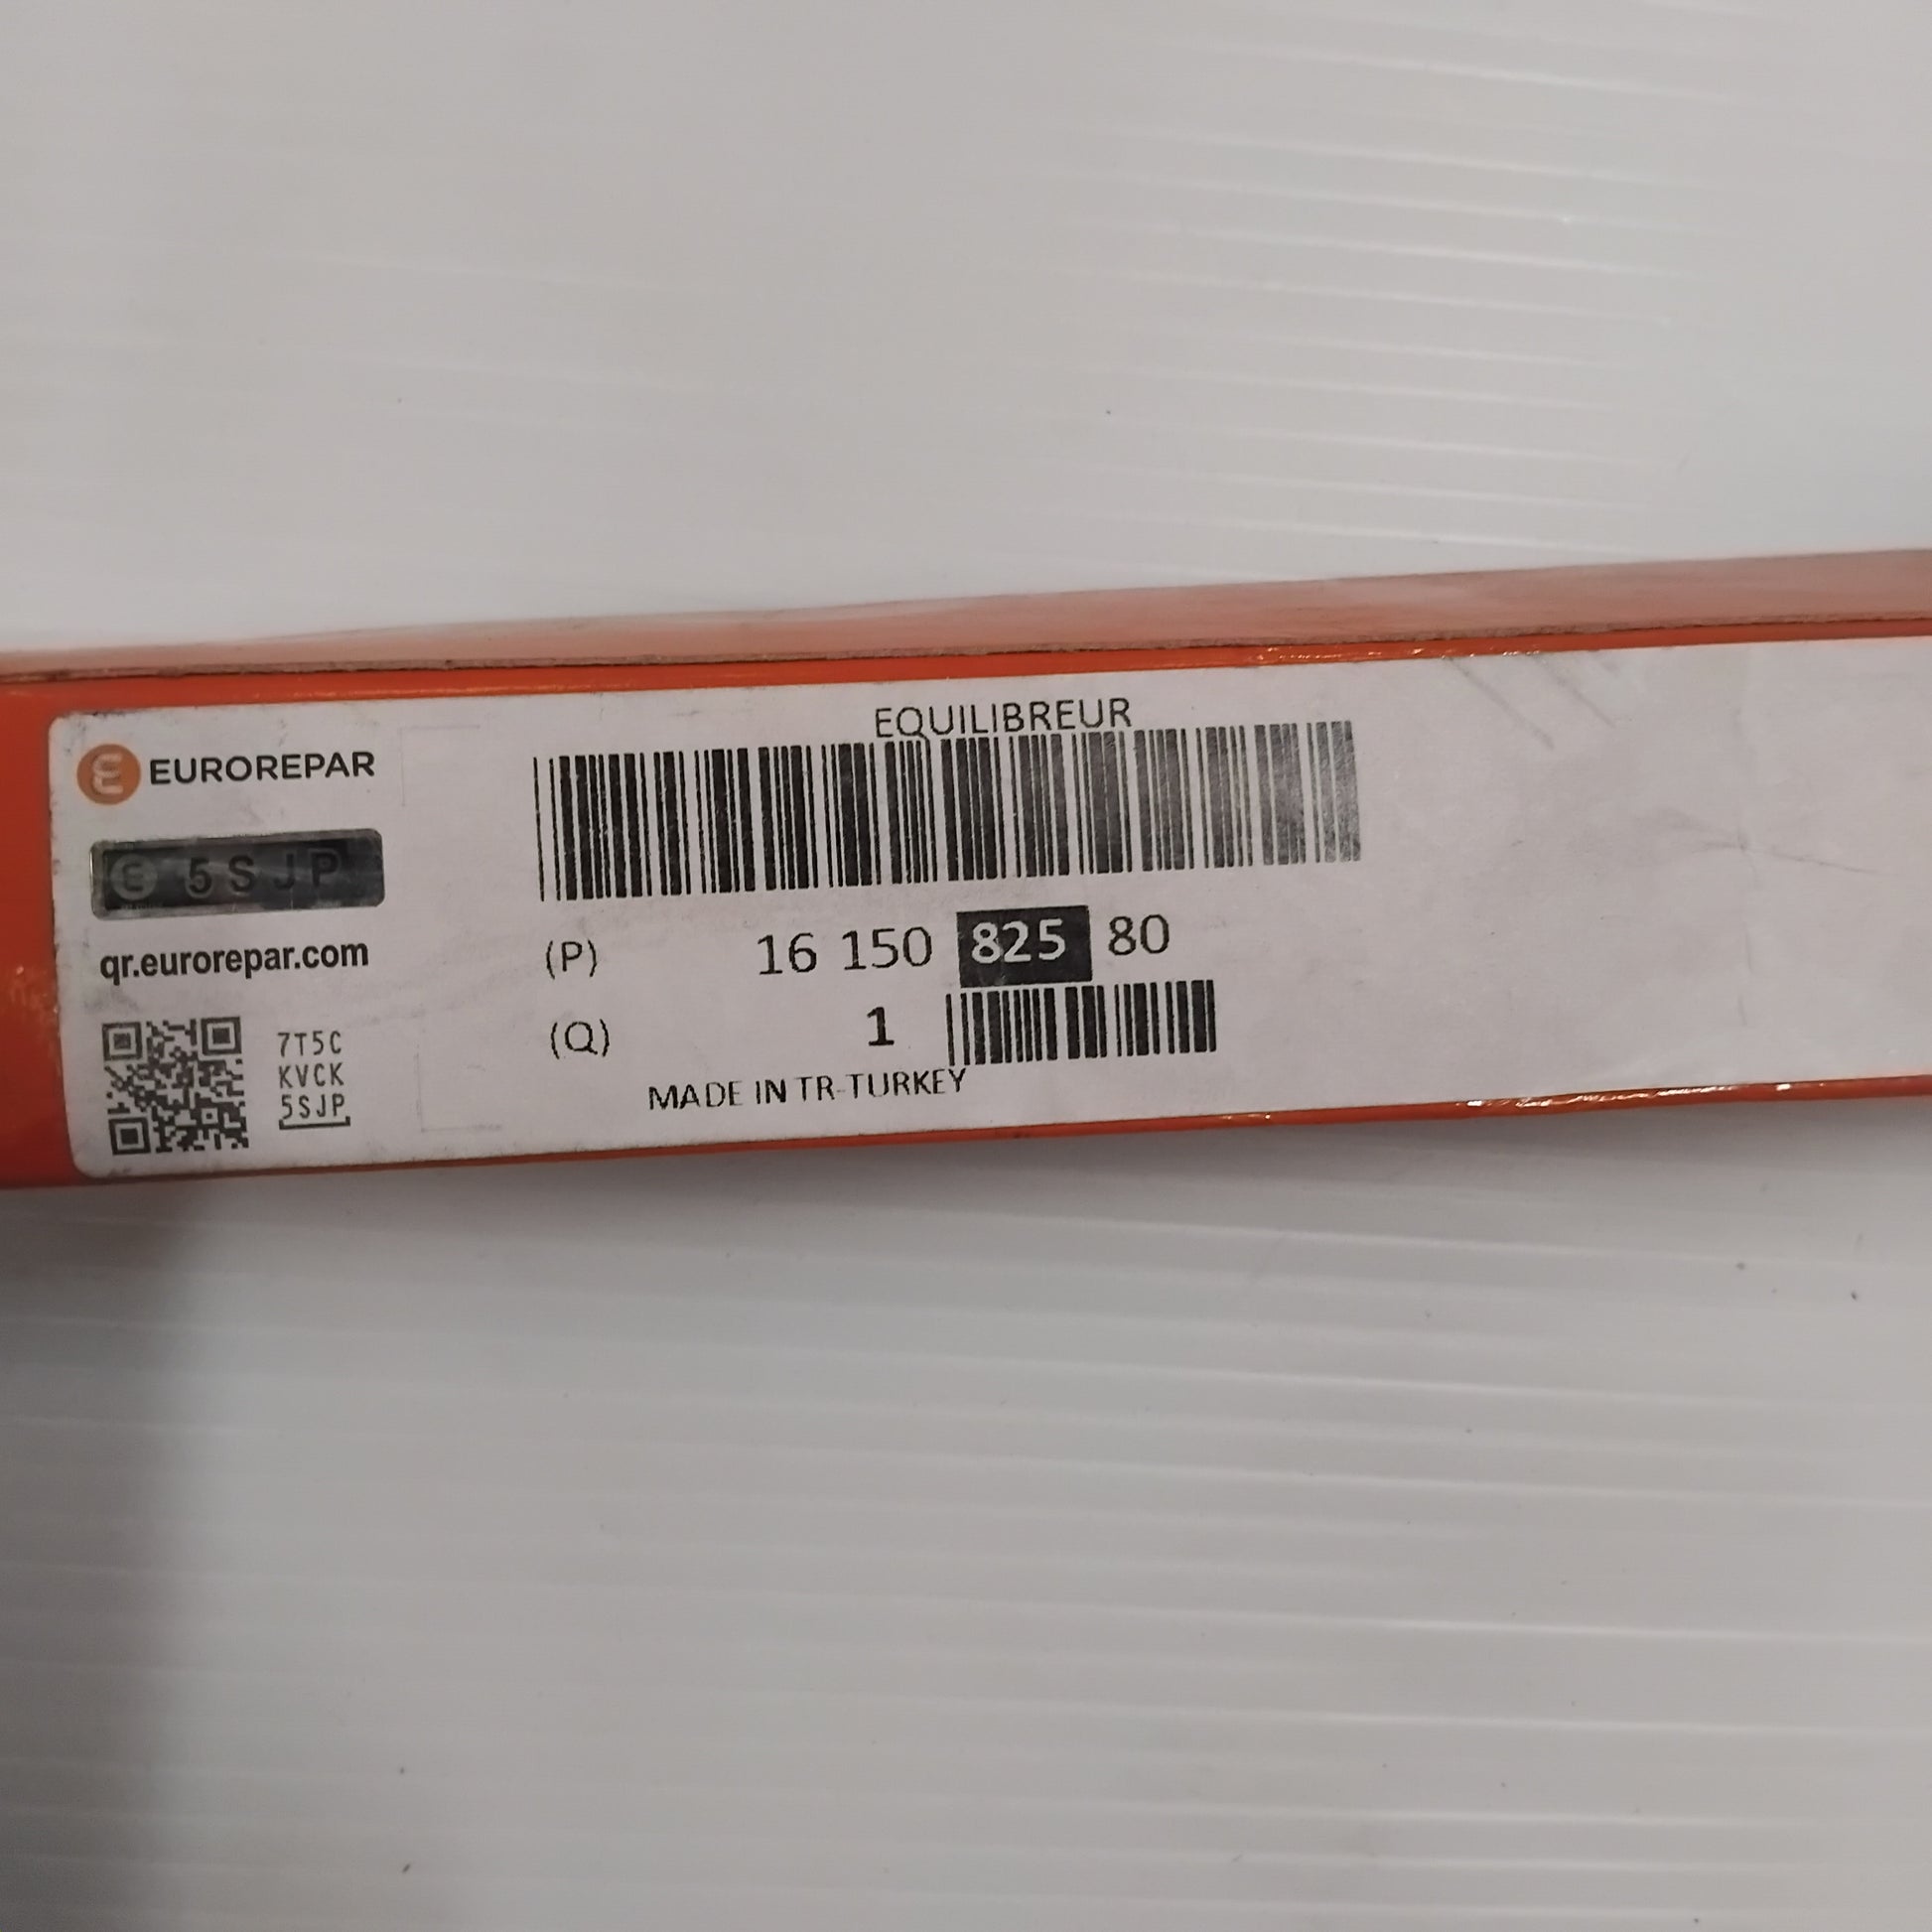 EQUILIBREUR
EUROREPAR
5SJP
qr.eurorepar.com
(P) 16 150 825 80
(Q) 1
7T5C
KVCK
5SJP
MADE IN TR-TURKEY